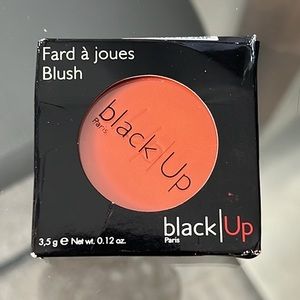 Fard à joues
Blush
black|Up
Paris
3,5 g e Net wt. 0.12 oz.
black|Up
Paris